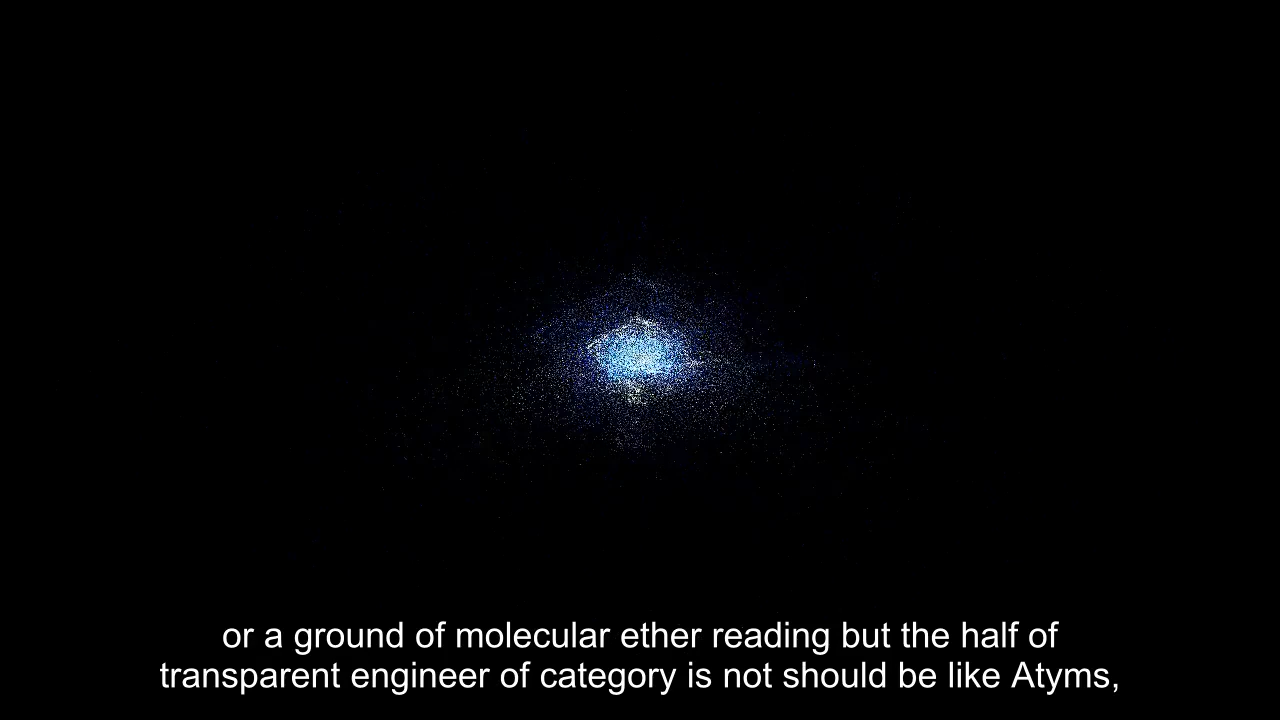 or a ground of molecular ether reading but the half of
transparent engineer of category is not should be like Atyms,